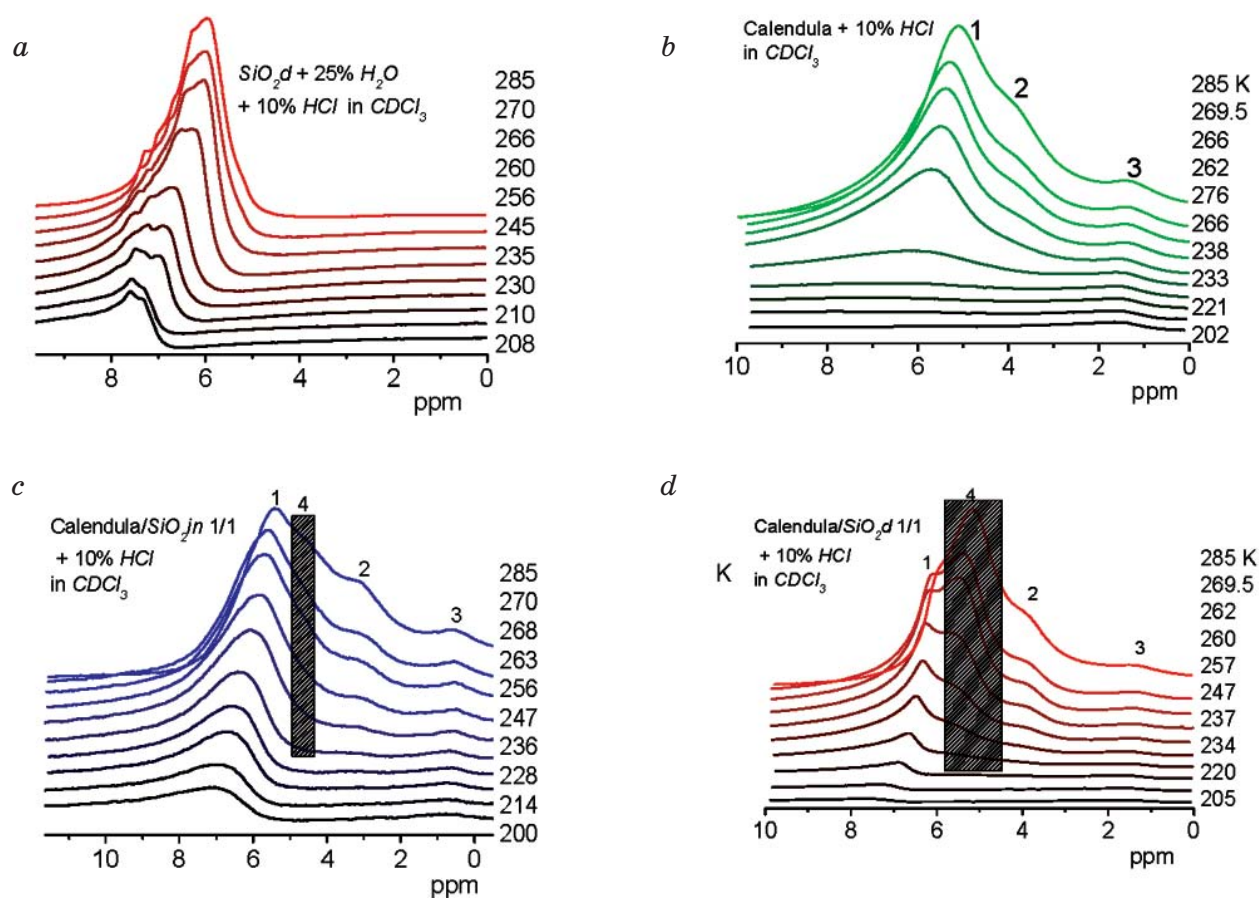 a
SiO₂d + 25% H₂O
+ 10% HCl in CDCl₃
285
270
266
260
256
245
235
230
210
208
8 6 4 2 0
ppm
b
Calendula + 10% HCl
in CDCl₃
1
2
3
285 K
269.5
266
262
276
266
238
233
221
202
10 8 6 4 2 0
ppm
c
Calendula/SiO₂in 1/1
+ 10% HCl
in CDCl₃
1
4
2
3
285
270
268
263
256
247
236
228
214
200
10 8 6 4 2 0
ppm
d
Calendula/SiO₂d 1/1
+ 10% HCl
in CDCl₃
K
4
1
2
3
285 K
269.5
262
260
257
247
237
234
220
205
10 8 6 4 2 0
ppm